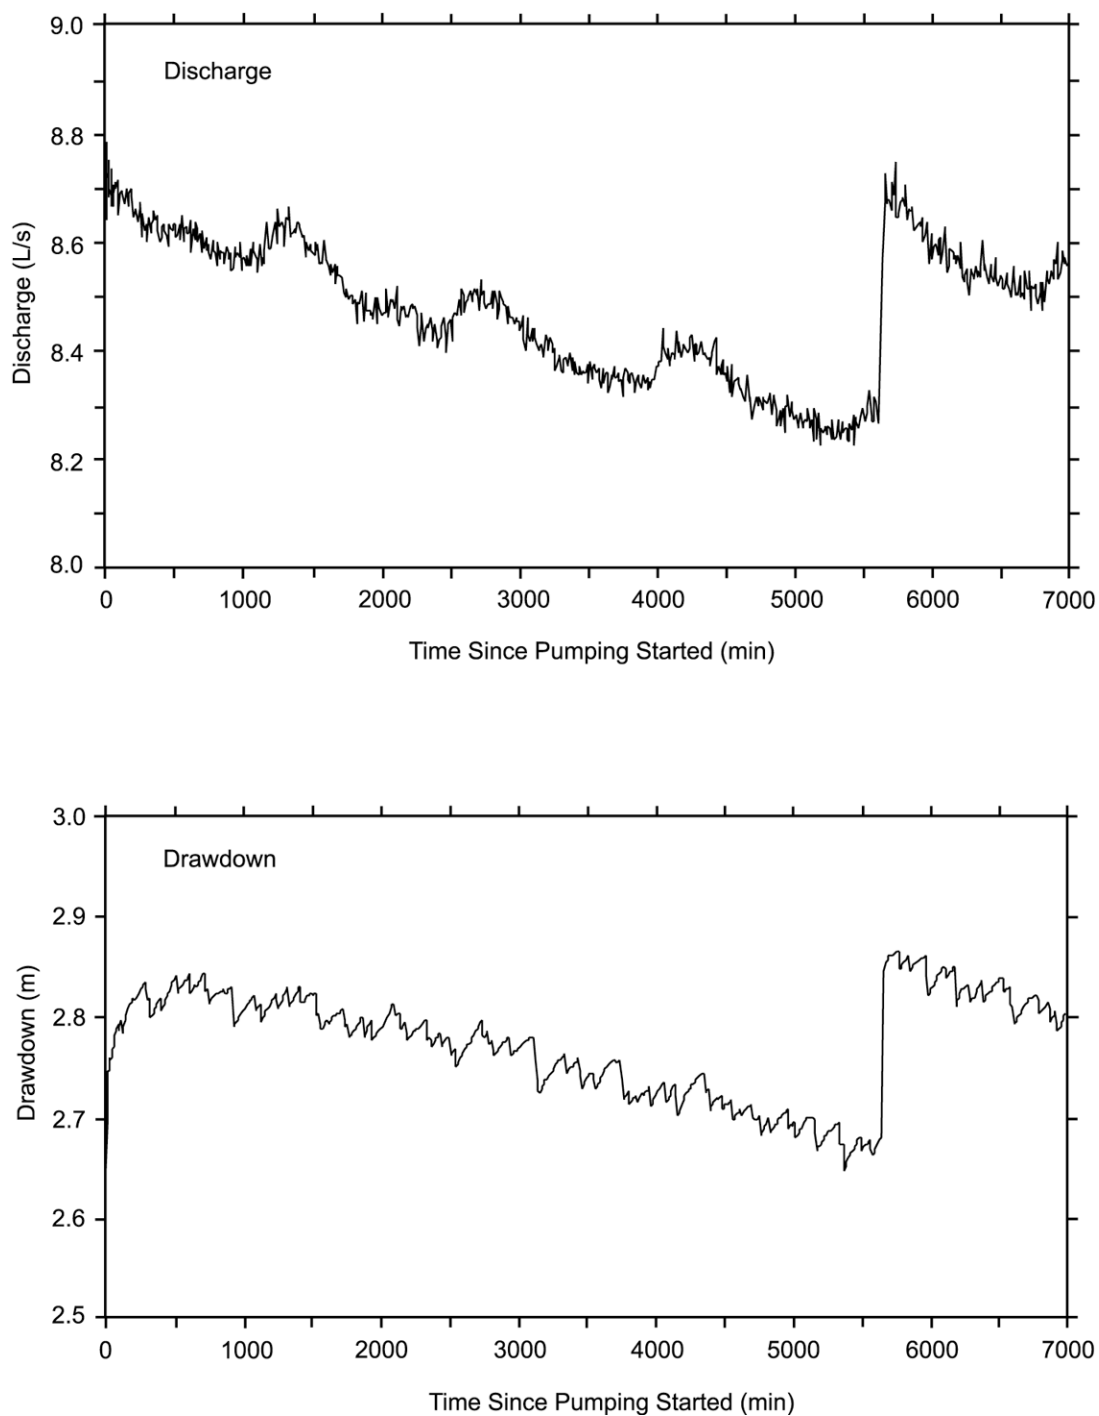 Discharge
Discharge (L/s)
9.0
8.8
8.6
8.4
8.2
8.0
0 1000 2000 3000 4000 5000 6000 7000
Time Since Pumping Started (min)
Drawdown
Drawdown (m)
3.0
2.9
2.8
2.7
2.6
2.5
0 1000 2000 3000 4000 5000 6000 7000
Time Since Pumping Started (min)